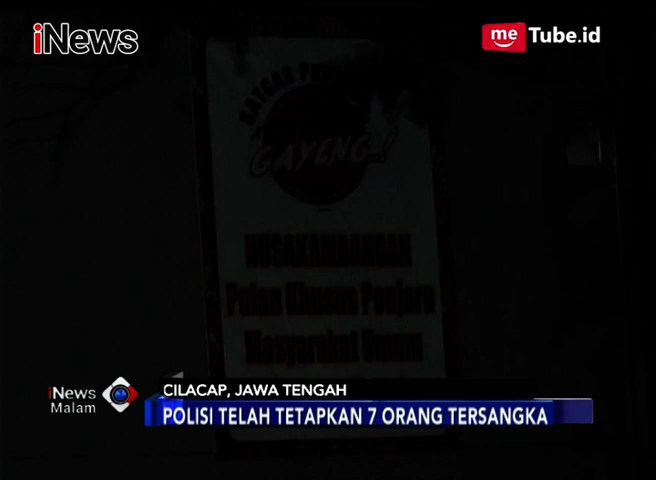 iNews
me Tube.id
GAYENG..!
NUSAKAMBANGAN
Pulau Khusus Penjara
Masyarakat Umum
iNews
Malam
CILACAP, JAWA TENGAH
POLISI TELAH TETAPKAN 7 ORANG TERSANGKA